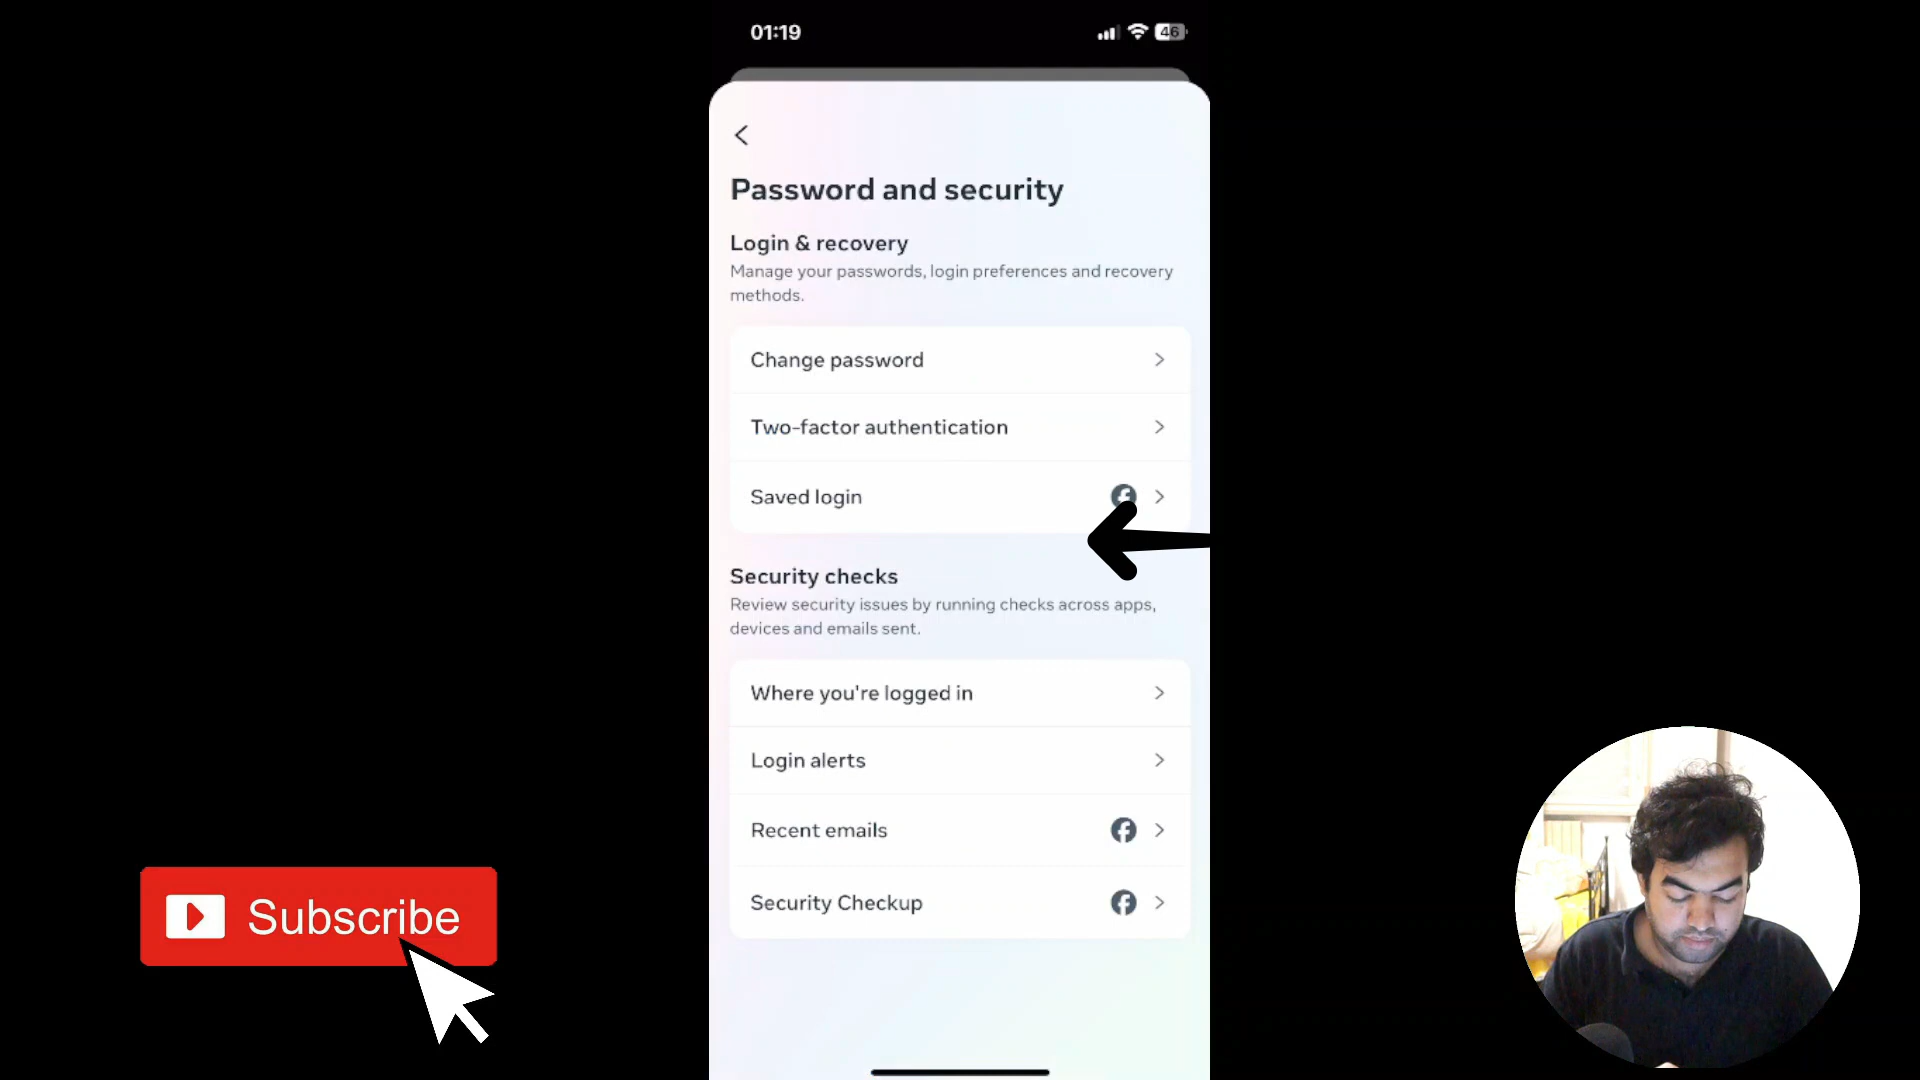 01:19
46
Password and security
Login & recovery
Manage your passwords, login preferences and recovery
methods.
Change password
Two-factor authentication
Saved login
Security checks
Review security issues by running checks across apps,
devices and emails sent.
Where you're logged in
Login alerts
Recent emails
Security Checkup
Subscribe